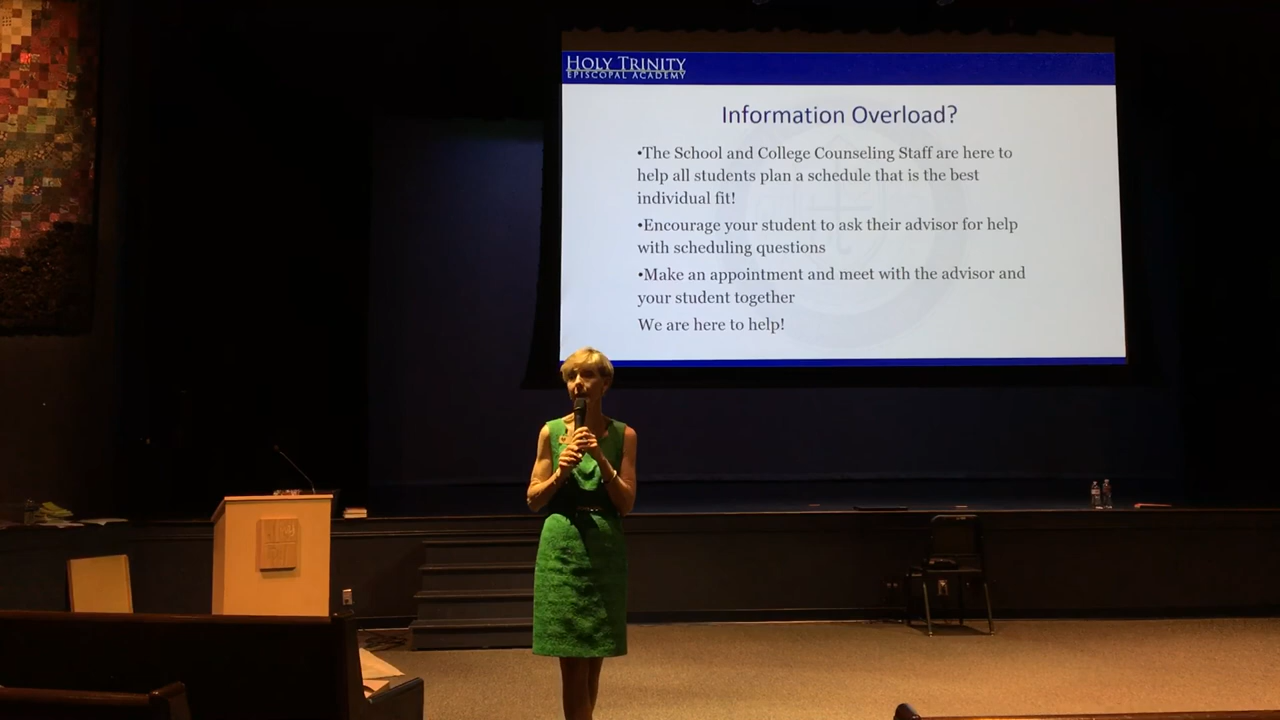 HOLY TRINITY
EPISCOPAL ACADEMY
Information Overload?
•The School and College Counseling Staff are here to
help all students plan a schedule that is the best
individual fit!
•Encourage your student to ask their advisor for help
with scheduling questions
•Make an appointment and meet with the advisor and
your student together
We are here to help!